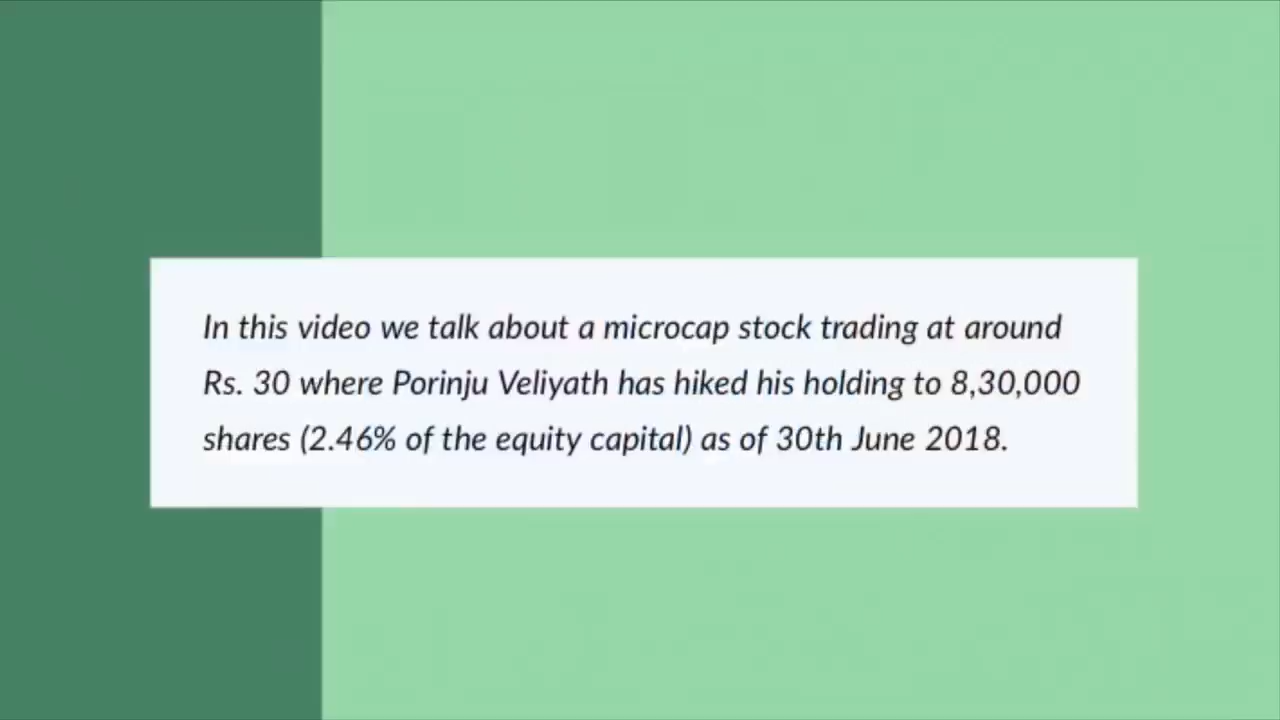 In this video we talk about a microcap stock trading at around
Rs. 30 where Porinju Veliyath has hiked his holding to 8,30,000
shares (2.46% of the equity capital) as of 30th June 2018.